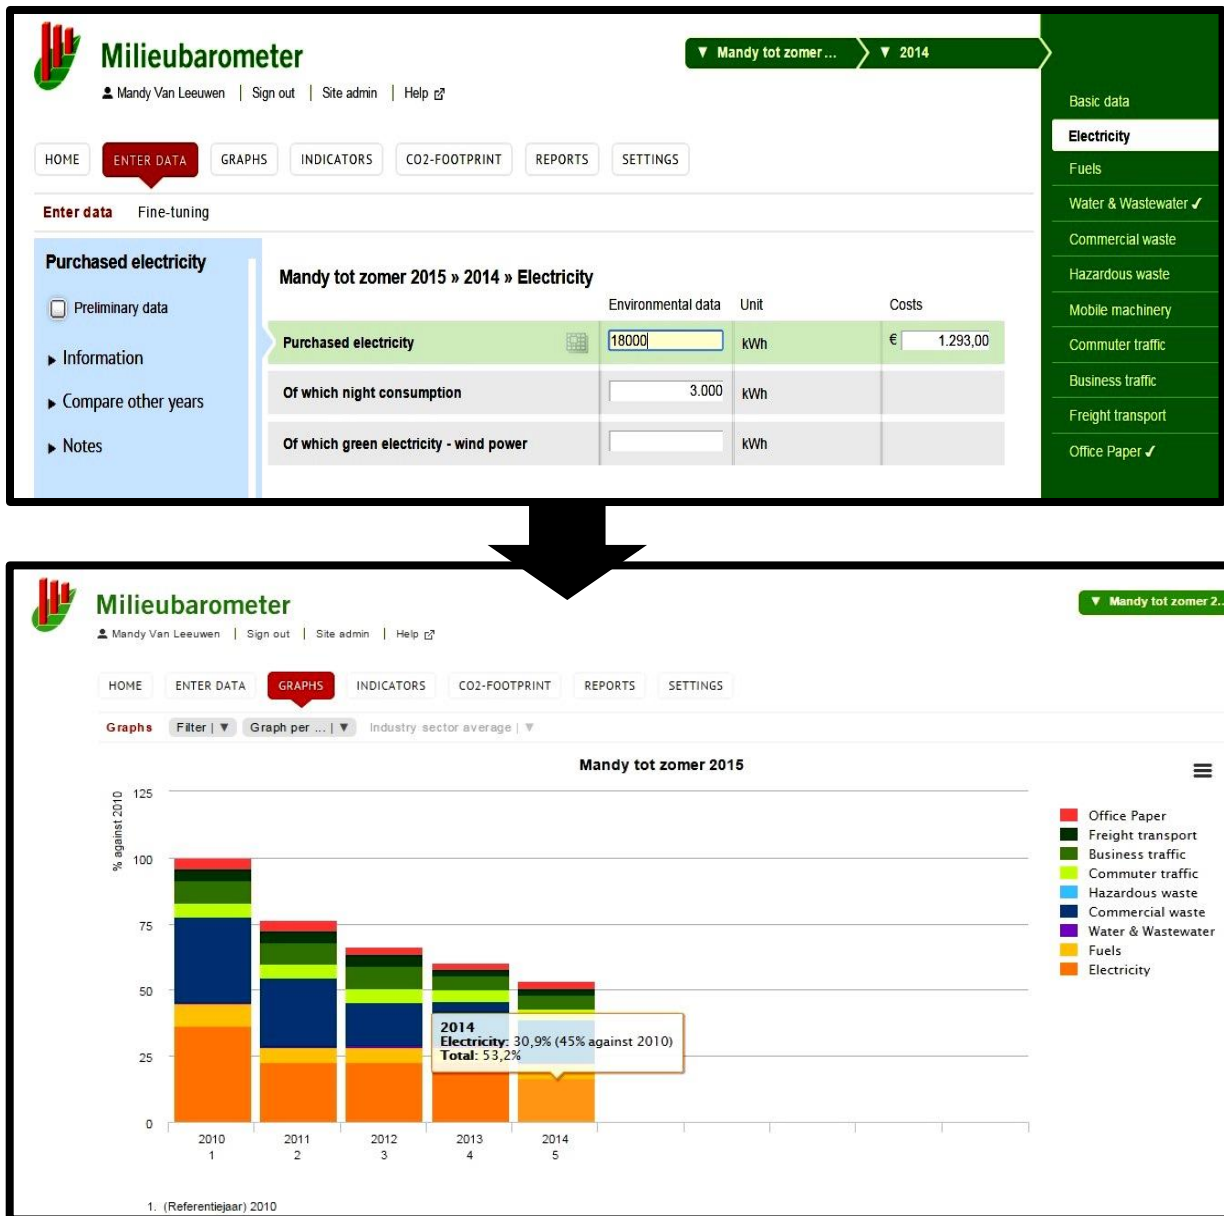 Milieubarometer
▼ Mandy tot zomer ... ▼ 2014
Mandy Van Leeuwen | Sign out | Site admin | Help
HOME ENTER DATA GRAPHS INDICATORS CO2-FOOTPRINT REPORTS SETTINGS
Enter data Fine-tuning
Purchased electricity
Preliminary data
▶ Information
▶ Compare other years
▶ Notes
Mandy tot zomer 2015 » 2014 » Electricity
Environmental data Unit Costs
Purchased electricity 18000 kWh € 1.293,00
Of which night consumption 3.000 kWh
Of which green electricity - wind power kWh
Basic data
Electricity
Fuels
Water & Wastewater ✓
Commercial waste
Hazardous waste
Mobile machinery
Commuter traffic
Business traffic
Freight transport
Office Paper ✓
Milieubarometer
▼ Mandy tot zomer 2..
Mandy Van Leeuwen | Sign out | Site admin | Help
HOME ENTER DATA GRAPHS INDICATORS CO2-FOOTPRINT REPORTS SETTINGS
Graphs Filter | ▼ Graph per ... | ▼ Industry sector average | ▼
Mandy tot zomer 2015
% against 2010
125
100
75
50
25
0
2014
Electricity: 30,9% (45% against 2010)
Total: 53,2%
2010 2011 2012 2013 2014
1 2 3 4 5
Office Paper
Freight transport
Business traffic
Commuter traffic
Hazardous waste
Commercial waste
Water & Wastewater
Fuels
Electricity
1. (Referentiejaar) 2010